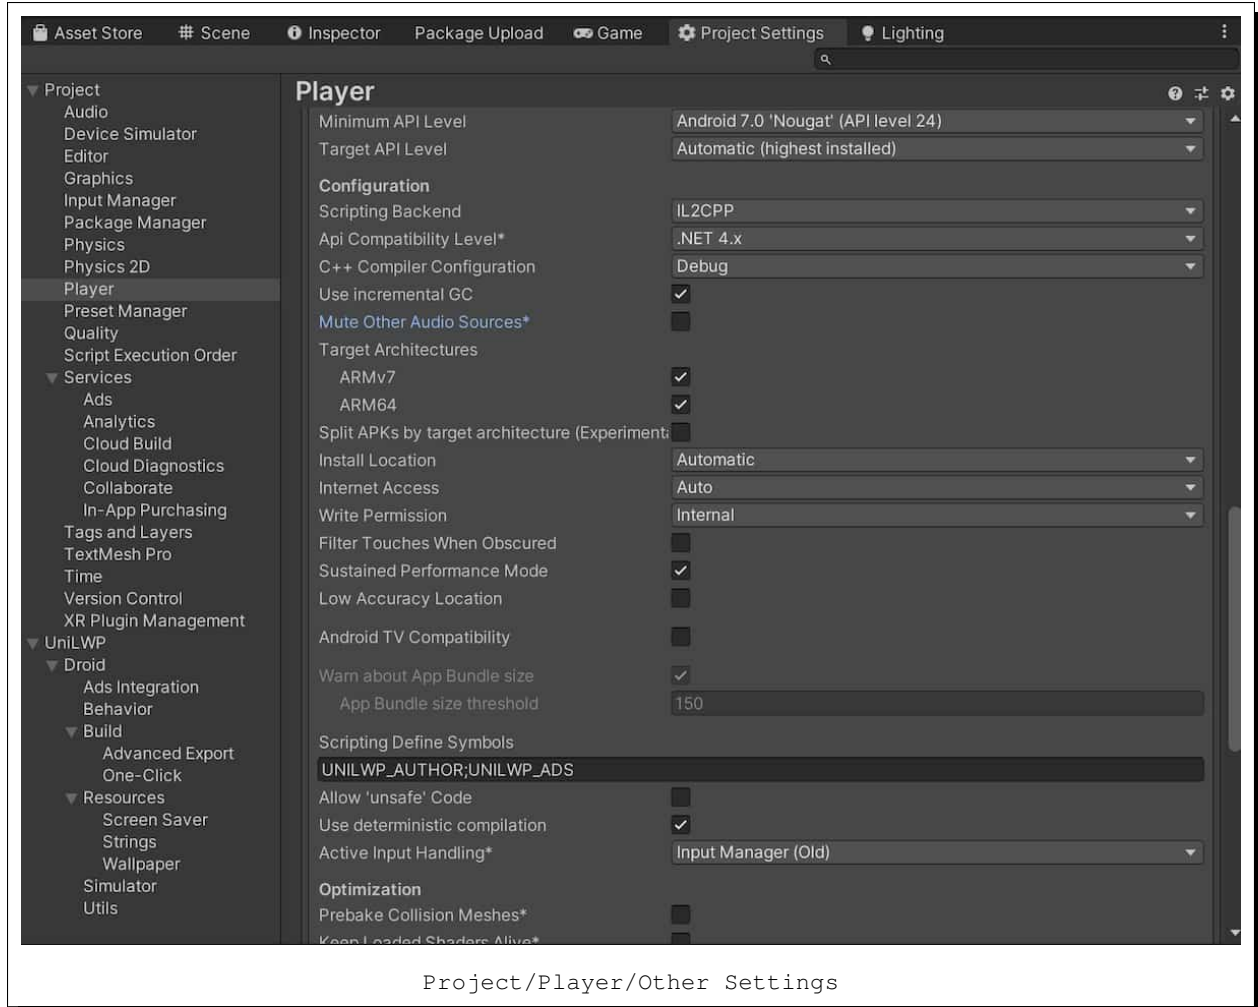 Asset Store Scene Inspector Package Upload Game Project Settings Lighting
Project
Audio
Device Simulator
Editor
Graphics
Input Manager
Package Manager
Physics
Physics 2D
Player
Preset Manager
Quality
Script Execution Order
Services
Ads
Analytics
Cloud Build
Cloud Diagnostics
Collaborate
In-App Purchasing
Tags and Layers
TextMesh Pro
Time
Version Control
XR Plugin Management
UniLWP
Droid
Ads Integration
Behavior
Build
Advanced Export
One-Click
Resources
Screen Saver
Strings
Wallpaper
Simulator
Utils
Player
Minimum API Level Android 7.0 'Nougat' (API level 24)
Target API Level Automatic (highest installed)
Configuration
Scripting Backend IL2CPP
Api Compatibility Level* .NET 4.x
C++ Compiler Configuration Debug
Use incremental GC
Mute Other Audio Sources*
Target Architectures
ARMv7
ARM64
Split APKs by target architecture (Experimenta
Install Location Automatic
Internet Access Auto
Write Permission Internal
Filter Touches When Obscured
Sustained Performance Mode
Low Accuracy Location
Android TV Compatibility
Warn about App Bundle size
App Bundle size threshold 150
Scripting Define Symbols
UNILWP_AUTHOR;UNILWP_ADS
Allow 'unsafe' Code
Use deterministic compilation
Active Input Handling* Input Manager (Old)
Optimization
Prebake Collision Meshes*
Keep Loaded Shaders Alive*
Project/Player/Other Settings